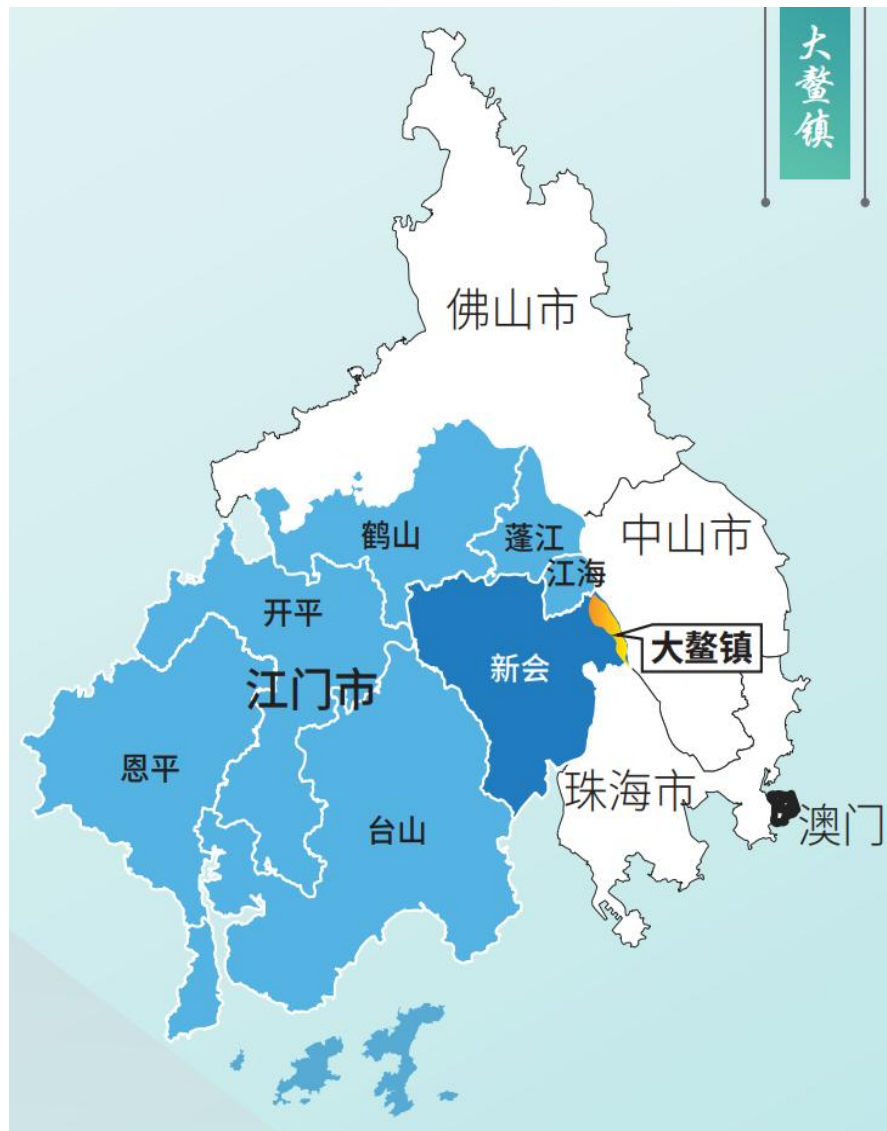 大鳌镇
佛山市
中山市
鹤山
蓬江
江海
开平
大鳌镇
新会
江门市
恩平
珠海市
台山
澳门